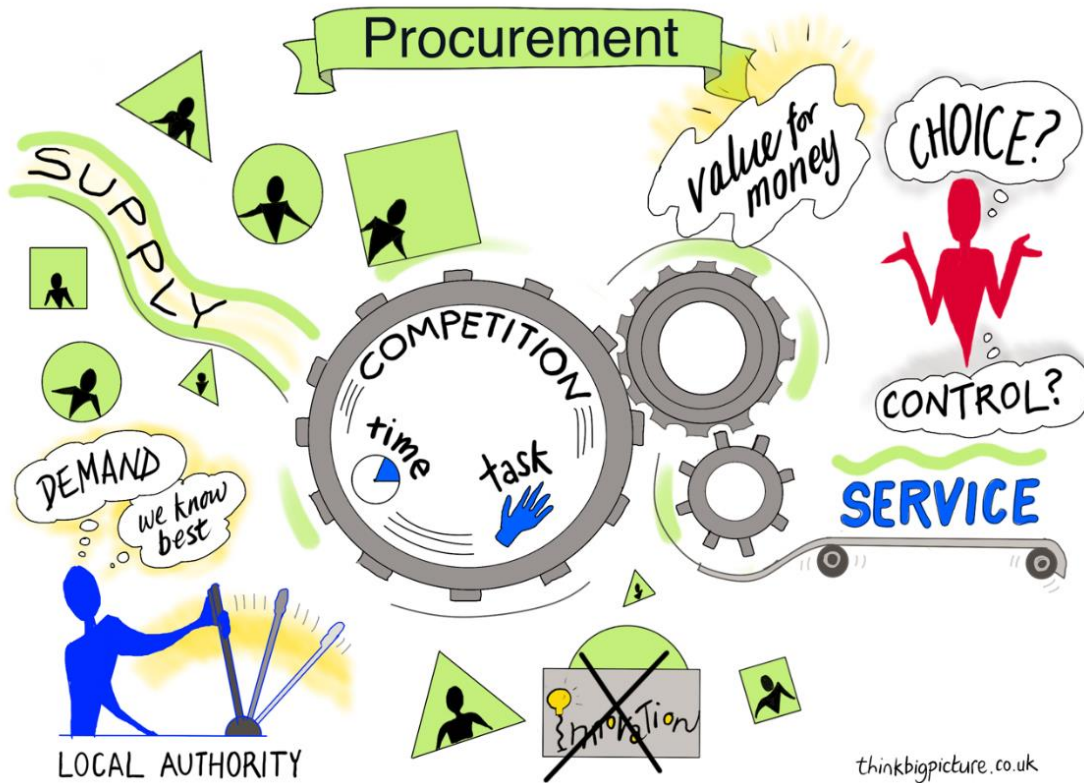 Procurement
SUPPLY
value for
money
CHOICE?
CONTROL?
COMPETITION
time
task
DEMAND
we know
best
SERVICE
Innovation
LOCAL AUTHORITY
thinkbigpicture.co.uk